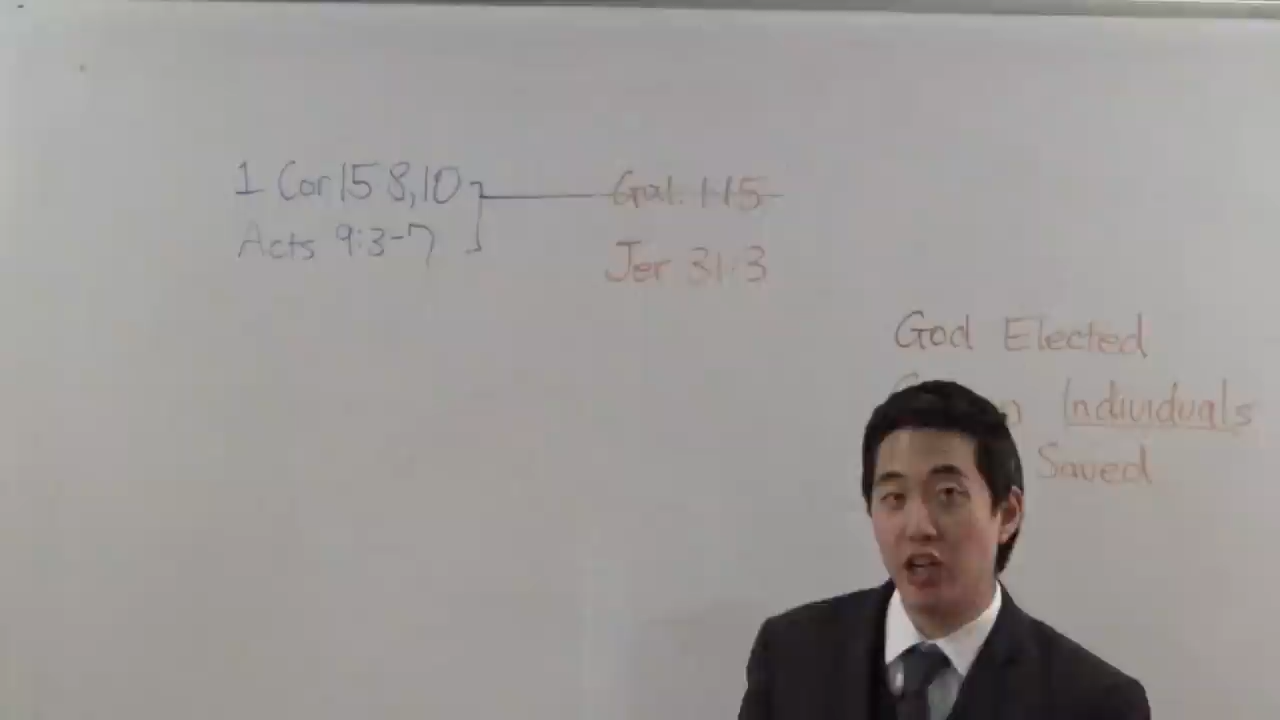 1 Cor 15 8,10
Acts 9:3-7
Gal. 1:15
Jer 31:3
God Elected
Individuals
Saved